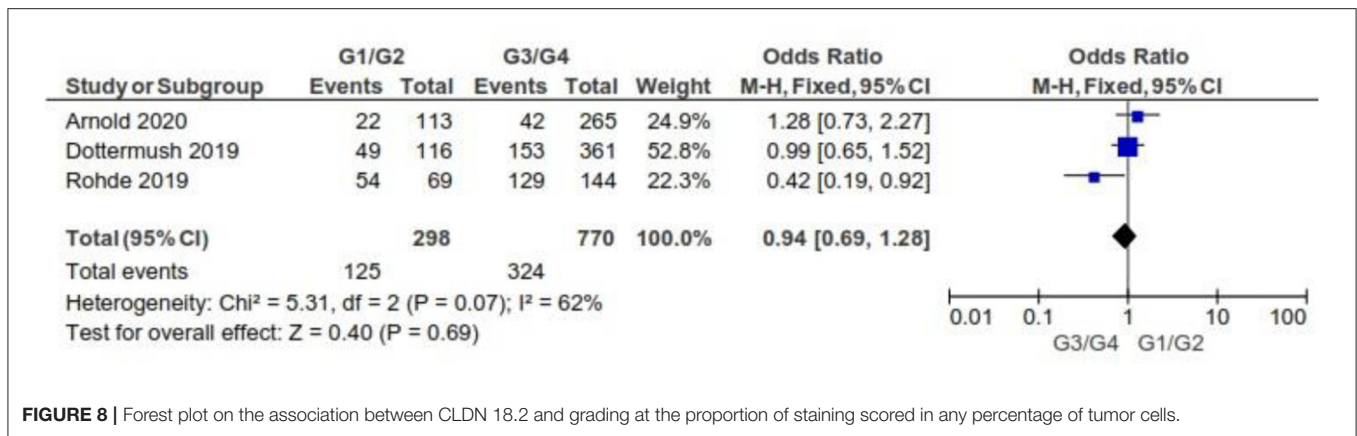 G1/G2 G3/G4 Odds Ratio Odds Ratio
Study or Subgroup Events Total Events Total Weight M-H, Fixed, 95% CI M-H, Fixed, 95% CI
Arnold 2020 22 113 42 265 24.9% 1.28 [0.73, 2.27]
Dottermush 2019 49 116 153 361 52.8% 0.99 [0.65, 1.52]
Rohde 2019 54 69 129 144 22.3% 0.42 [0.19, 0.92]
Total (95% CI) 298 770 100.0% 0.94 [0.69, 1.28]
Total events 125 324
Heterogeneity: Chi² = 5.31, df = 2 (P = 0.07); I² = 62%
Test for overall effect: Z = 0.40 (P = 0.69)
0.01 0.1 1 10 100
G3/G4 G1/G2
FIGURE 8 | Forest plot on the association between CLDN 18.2 and grading at the proportion of staining scored in any percentage of tumor cells.